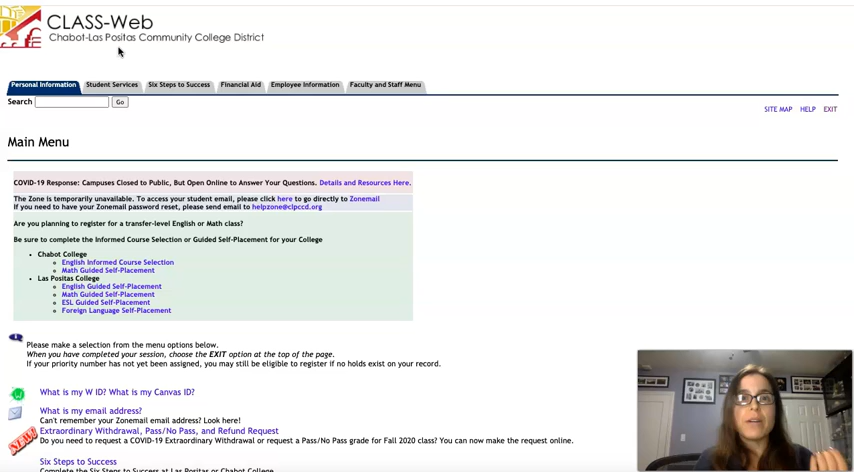 CLASS-Web
Chabot-Las Positas Community College District
Personal Information
Student Services
Six Steps to Success
Financial Aid
Employee Information
Faculty and Staff Menu
Search
Go
SITE MAP HELP EXIT
Main Menu
COVID-19 Response: Campuses Closed to Public, But Open Online to Answer Your Questions. Details and Resources Here.
The Zone is temporarily unavailable. To access your student email, please click here to go directly to Zonemail
If you need to have your Zonemail password reset, please send email to helpzone@clpccd.org
Are you planning to register for a transfer-level English or Math class?
Be sure to complete the Informed Course Selection or Guided Self-Placement for your College
Chabot College
English Informed Course Selection
Math Guided Self-Placement
Las Positas College
English Guided Self-Placement
Math Guided Self-Placement
ESL Guided Self-Placement
Foreign Language Self-Placement
Please make a selection from the menu options below.
When you have completed your session, choose the EXIT option at the top of the page.
If your priority number has not yet been assigned, you may still be eligible to register if no holds exist on your record.
What is my W ID? What is my Canvas ID?
What is my email address?
Can't remember your Zonemail email address? Look here!
NEW!
Extraordinary Withdrawal, Pass/No Pass, and Refund Request
Do you need to request a COVID-19 Extraordinary Withdrawal or request a Pass/No Pass grade for Fall 2020 class? You can now make the request online.
Six Steps to Success
Complete the Six Steps to Success at Las Positas or Chabot College